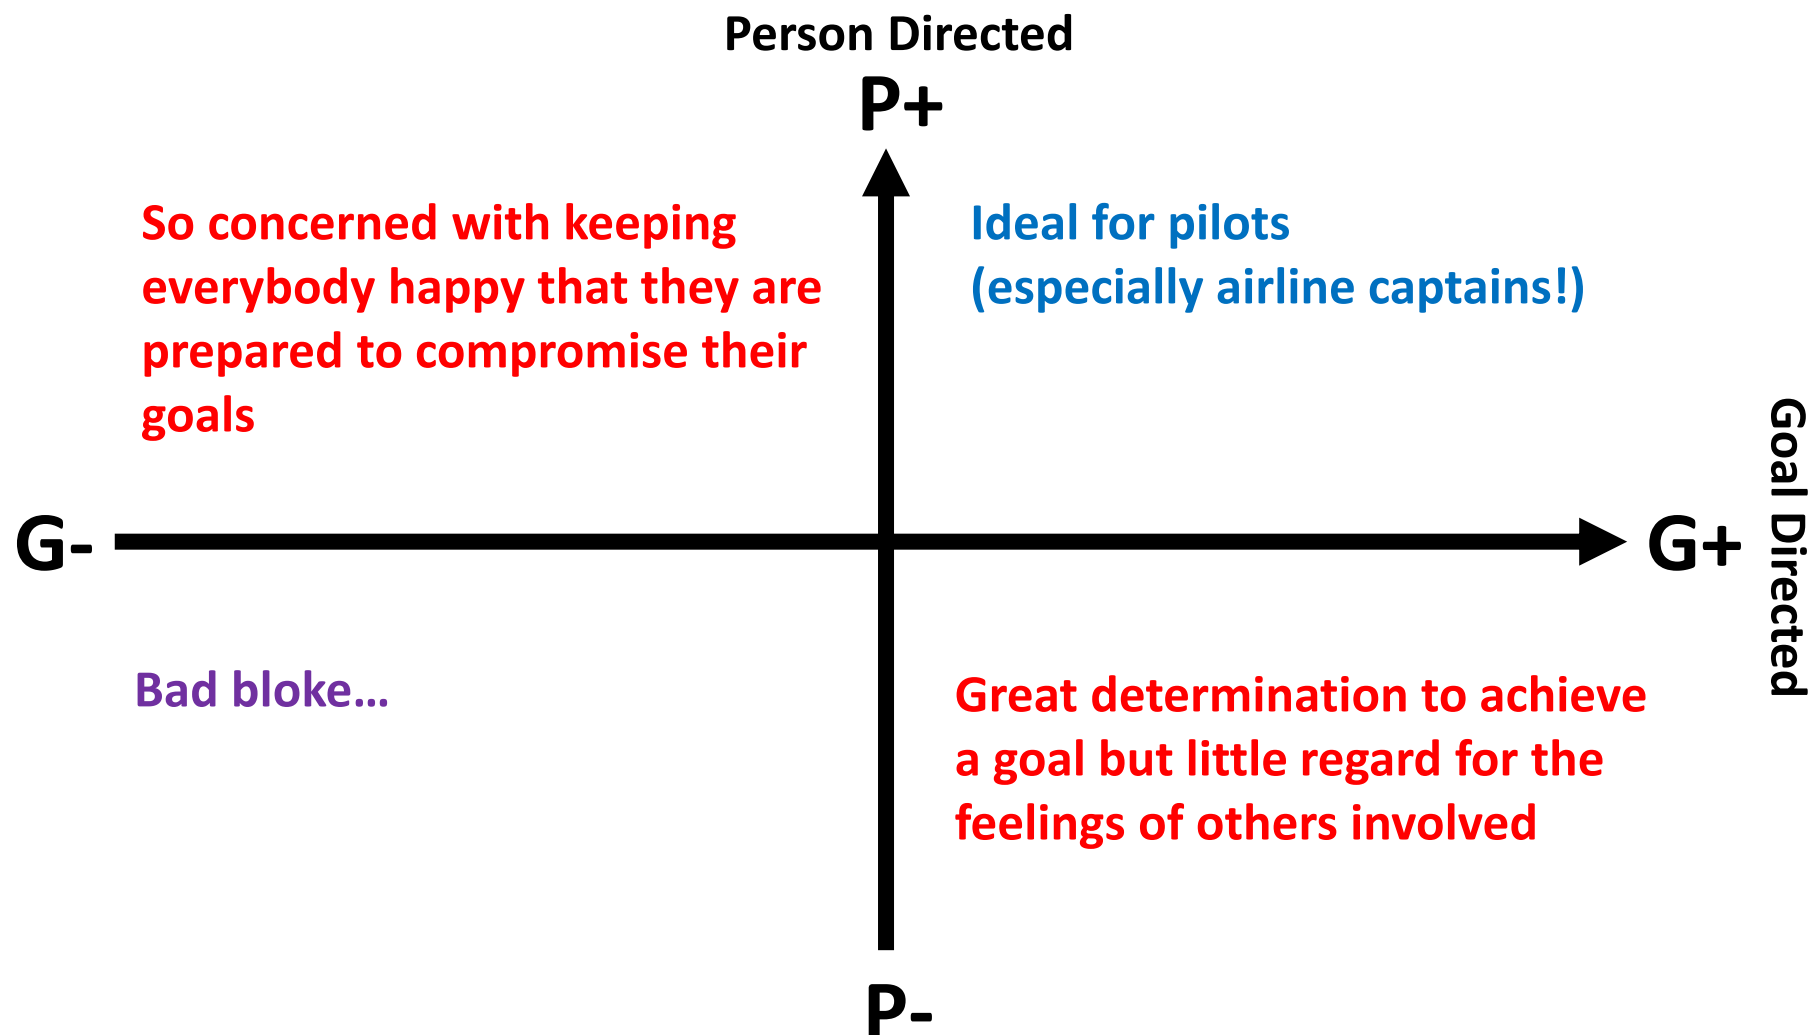 Person Directed
P+
So concerned with keeping
everybody happy that they are
prepared to compromise their
goals
Ideal for pilots
(especially airline captains!)
G-
G+
Goal Directed
Bad bloke…
Great determination to achieve
a goal but little regard for the
feelings of others involved
P-